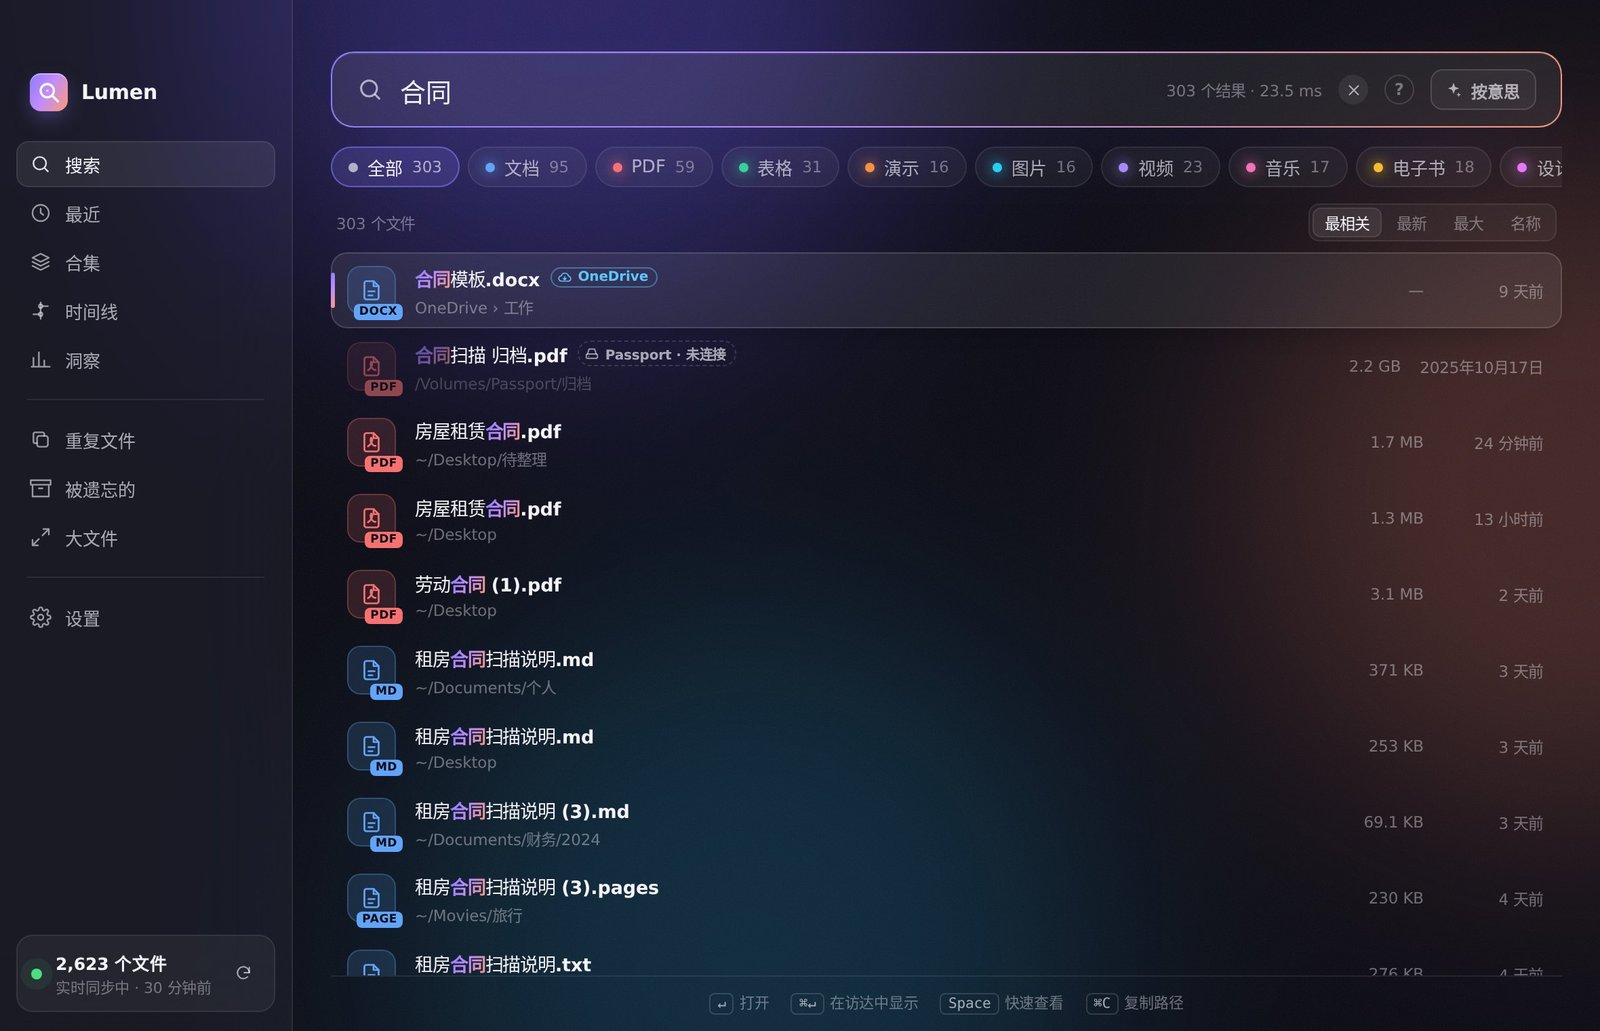 Lumen
搜索
最近
合集
时间线
洞察
重复文件
被遗忘的
大文件
设置
2,623 个文件
实时同步中 · 30 分钟前
合同
303 个结果 · 23.5 ms
?
按意思
全部 303
文档 95
PDF 59
表格 31
演示 16
图片 16
视频 23
音乐 17
电子书 18
设
303 个文件
最相关 最新 最大 名称
合同模板.docx OneDrive
DOCX
OneDrive › 工作
— 9 天前
合同扫描 归档.pdf Passport · 未连接
PDF
/Volumes/Passport/归档
2.2 GB 2025年10月17日
房屋租赁合同.pdf
PDF
~/Desktop/待整理
1.7 MB 24 分钟前
房屋租赁合同.pdf
PDF
~/Desktop
1.3 MB 13 小时前
劳动合同 (1).pdf
PDF
~/Desktop
3.1 MB 2 天前
租房合同扫描说明.md
MD
~/Documents/个人
371 KB 3 天前
租房合同扫描说明.md
MD
~/Desktop
253 KB 3 天前
租房合同扫描说明 (3).md
MD
~/Documents/财务/2024
69.1 KB 3 天前
租房合同扫描说明 (3).pages
PAGE
~/Movies/旅行
230 KB 4 天前
租房合同扫描说明.txt
276 KB 4 天前
↵ 打开
⌘↵ 在访达中显示
Space 快速查看
⌘C 复制路径